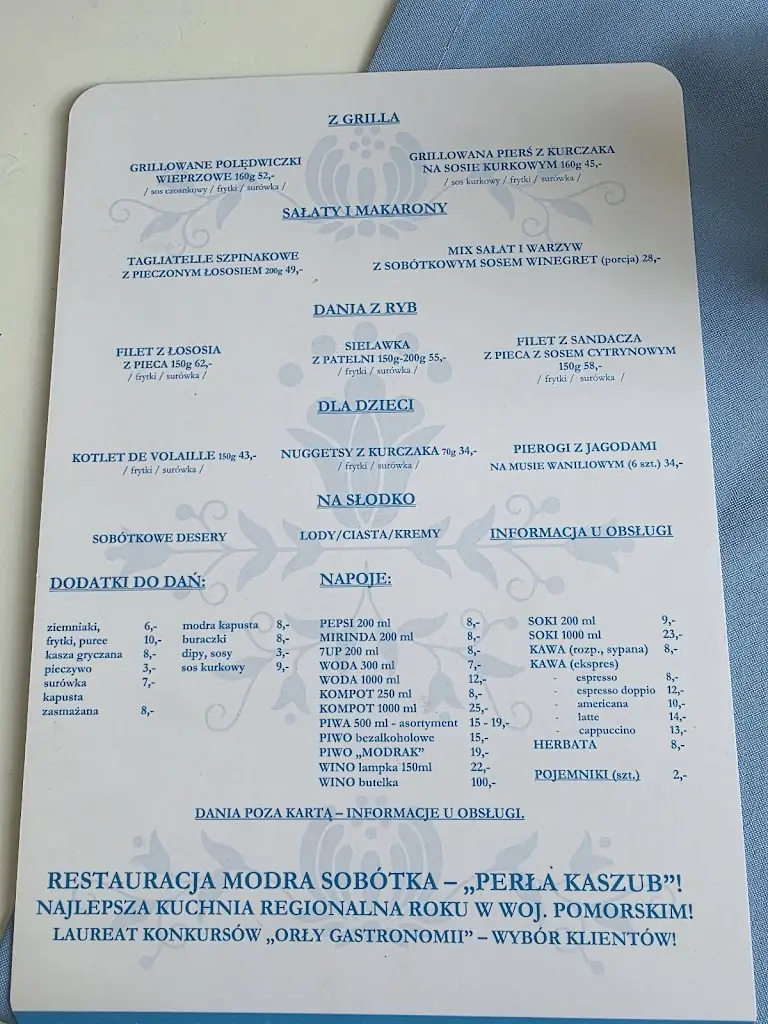 Z GRILLA
GRILLOWANE POLĘDWICZKI
WIEPRZOWE 160g 52,-
/ sos czosnkowy / frytki / surówka /
GRILLOWANA PIERŚ Z KURCZAKA
NA SOSIE KURKOWYM 160g 45,-
/ sos kurkowy / frytki / surówka /
SAŁATY I MAKARONY
TAGLIATELLE SZPINAKOWE
Z PIECZONYM ŁOSOSIEM 200g 49,-
MIX SAŁAT I WARZYW
Z SOBÓTKOWYM SOSEM WINEGRET (porcja) 28,-
DANIA Z RYB
FILET Z ŁOSOSIA
Z PIECA 150g 62,-
/ frytki / surówka /
SIELAWKA
Z PATELNI 150g-200g 55,-
/ frytki / surówka /
FILET Z SANDACZA
Z PIECA Z SOSEM CYTRYNOWYM
150g 58,-
/ frytki / surówka /
DLA DZIECI
KOTLET DE VOLAILLE 150g 43,-
/ frytki / surówka /
NUGGETSY Z KURCZAKA 70g 34,-
/ frytki / surówka /
PIEROGI Z JAGODAMI
NA MUSIE WANILIOWYM (6 szt.) 34,-
NA SŁODKO
SOBÓTKOWE DESERY
LODY/CIASTA/KREMY
INFORMACJA U OBSŁUGI
DODATKI DO DAŃ:
ziemniaki, 6,-
frytki, puree 10,-
kasza gryczana 8,-
pieczywo 3,-
surówka 7,-
kapusta
zasmażana 8,-
modra kapusta 8,-
buraczki 8,-
dipy, sosy 3,-
sos kurkowy 9,-
NAPOJE:
PEPSI 200 ml 8,-
MIRINDA 200 ml 8,-
7UP 200 ml 8,-
WODA 300 ml 7,-
WODA 1000 ml 12,-
KOMPOT 250 ml 8,-
KOMPOT 1000 ml 25,-
PIWA 500 ml - asortyment 15 - 19,-
PIWO bezalkoholowe 15,-
PIWO „MODRAK” 19,-
WINO lampka 150ml 22,-
WINO butelka 100,-
SOKI 200 ml 9,-
SOKI 1000 ml 23,-
KAWA (rozp., sypana) 8,-
KAWA (ekspres)
- espresso 8,-
- espresso doppio 12,-
- americana 10,-
- latte 14,-
- cappuccino 13,-
HERBATA 8,-
POJEMNIKI (szt.) 2,-
DANIA POZA KARTĄ – INFORMACJE U OBSŁUGI.
RESTAURACJA MODRA SOBÓTKA – „PERŁA KASZUB”!
NAJLEPSZA KUCHNIA REGIONALNA ROKU W WOJ. POMORSKIM!
LAUREAT KONKURSÓW „ORŁY GASTRONOMII” – WYBÓR KLIENTÓW!